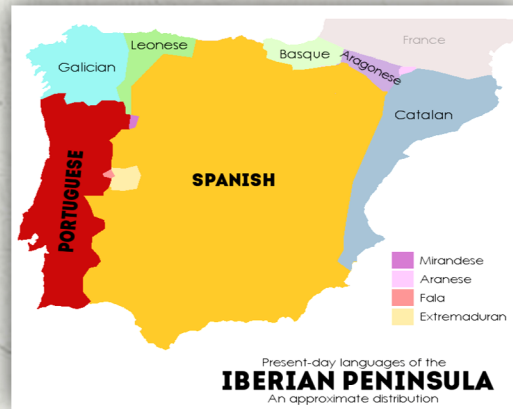 Leonese
France
Galician
Basque
Aragonese
Catalan
PORTUGUESE
SPANISH
Mirandese
Aranese
Fala
Extremaduran
Present-day languages of the
IBERIAN PENINSULA
An approximate distribution